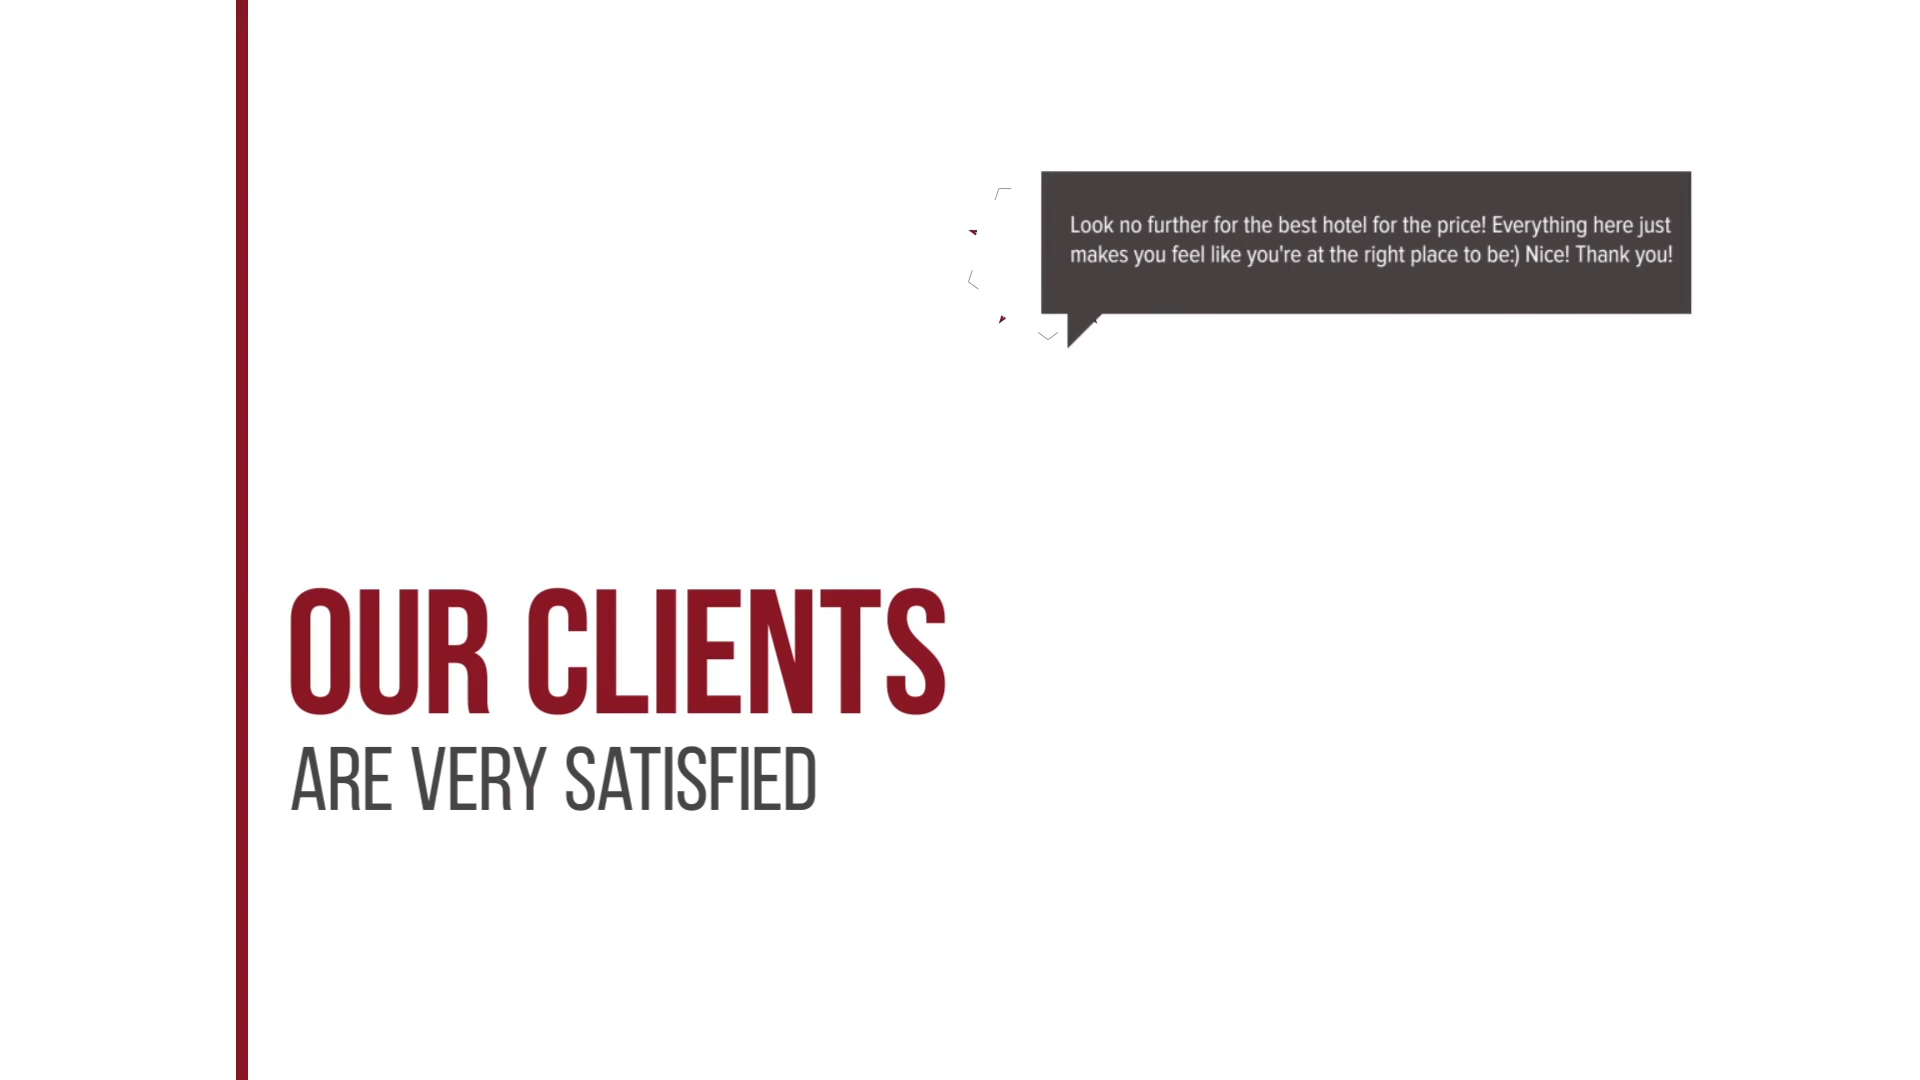 Look no further for the best hotel for the price! Everything here just
makes you feel like you're at the right place to be:) Nice! Thank you!
OUR CLIENTS
ARE VERY SATISFIED